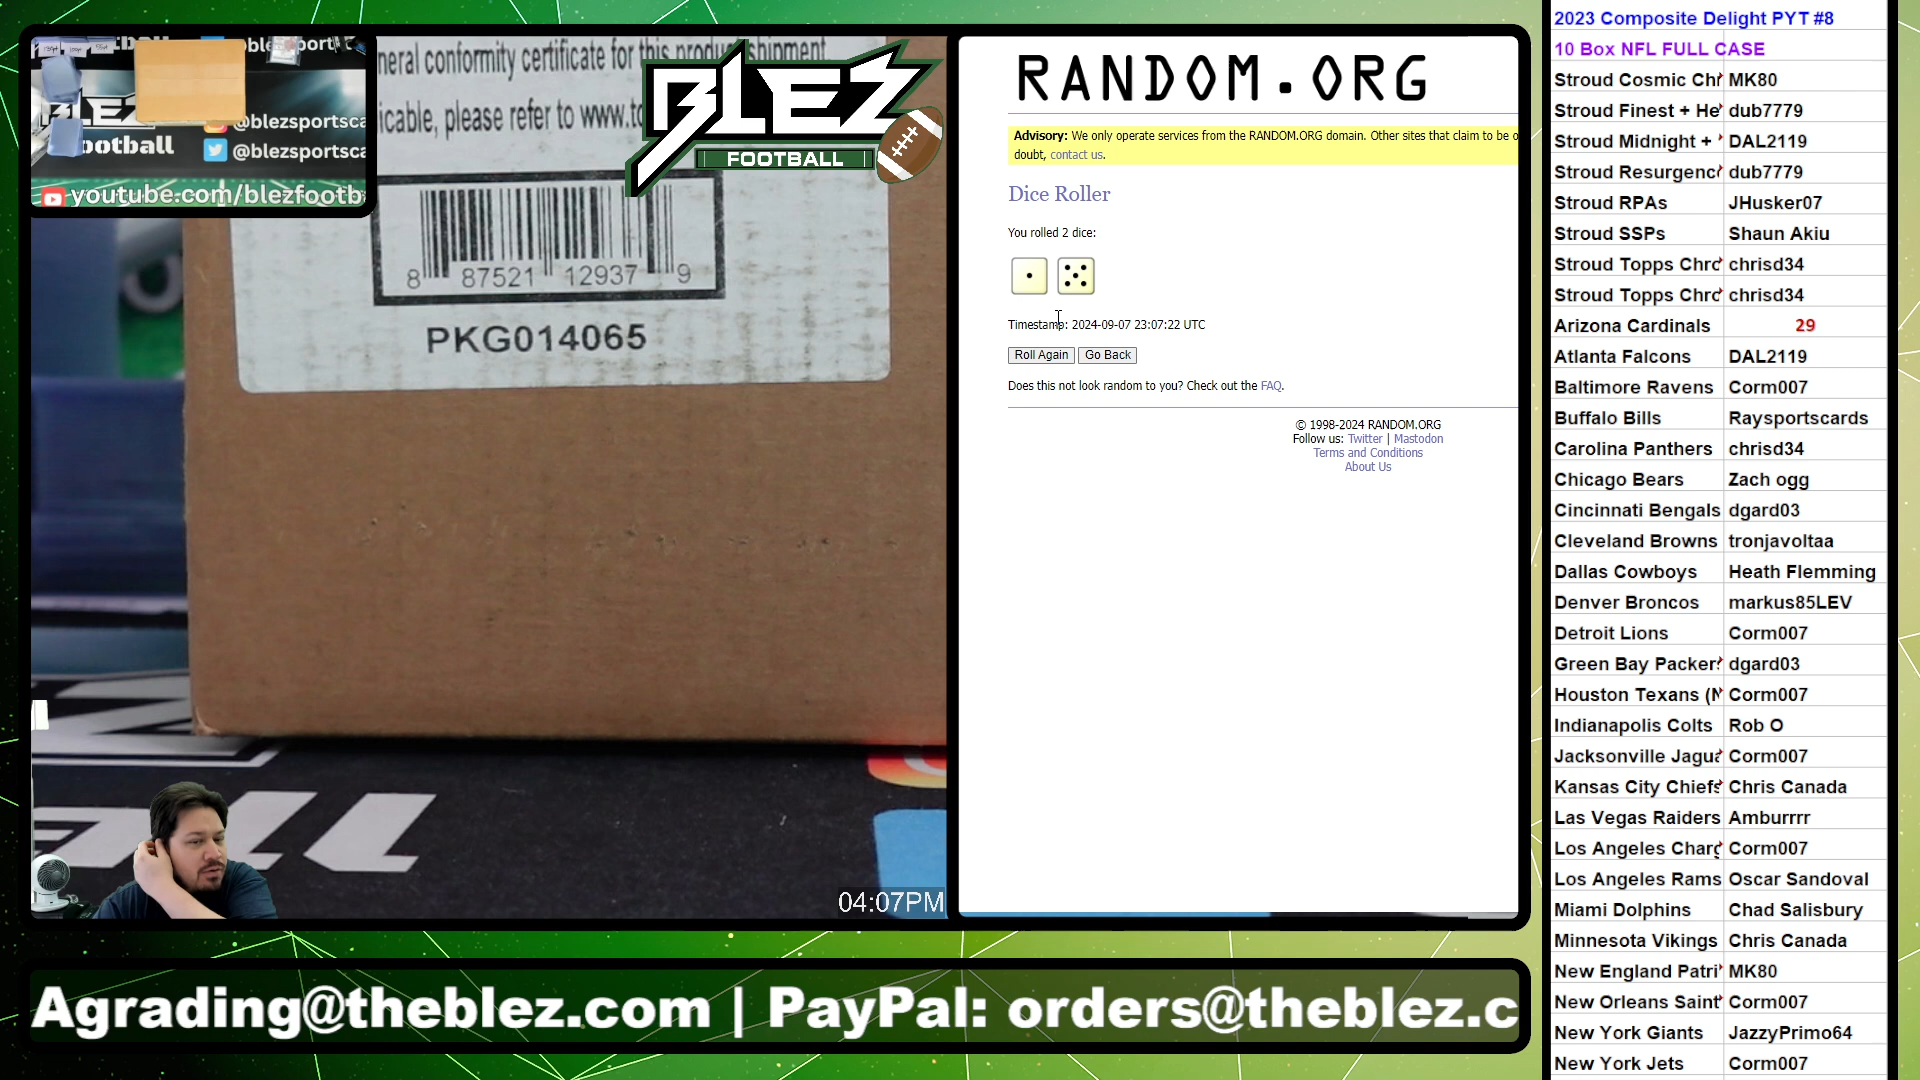 ootball
@blezsportsca
@blezsportsca
youtube.com/blezfootb
neral conformity certificate for this product shipment
icable, please refer to www.to
BLEZ
FOOTBALL
8 87521 12937 9
PKG014065
04:07PM
RANDOM.ORG
Advisory: We only operate services from the RANDOM.ORG domain. Other sites that claim to be o
doubt, contact us.
Dice Roller
You rolled 2 dice:
Timestamp: 2024-09-07 23:07:22 UTC
Roll Again Go Back
Does this not look random to you? Check out the FAQ.
© 1998-2024 RANDOM.ORG
Follow us: Twitter | Mastodon
Terms and Conditions
About Us
2023 Composite Delight PYT #8
10 Box NFL FULL CASE
Stroud Cosmic Chr MK80
Stroud Finest + He dub7779
Stroud Midnight + DAL2119
Stroud Resurgenc dub7779
Stroud RPAs JHusker07
Stroud SSPs Shaun Akiu
Stroud Topps Chro chrisd34
Stroud Topps Chro chrisd34
Arizona Cardinals 29
Atlanta Falcons DAL2119
Baltimore Ravens Corm007
Buffalo Bills Raysportscards
Carolina Panthers chrisd34
Chicago Bears Zach ogg
Cincinnati Bengals dgard03
Cleveland Browns tronjavoltaa
Dallas Cowboys Heath Flemming
Denver Broncos markus85LEV
Detroit Lions Corm007
Green Bay Packer dgard03
Houston Texans (N Corm007
Indianapolis Colts Rob O
Jacksonville Jagua Corm007
Kansas City Chiefs Chris Canada
Las Vegas Raiders Amburrrr
Los Angeles Charg Corm007
Los Angeles Rams Oscar Sandoval
Miami Dolphins Chad Salisbury
Minnesota Vikings Chris Canada
New England Patri MK80
New Orleans Saint Corm007
New York Giants JazzyPrimo64
New York Jets Corm007
Agrading@theblez.com | PayPal: orders@theblez.c